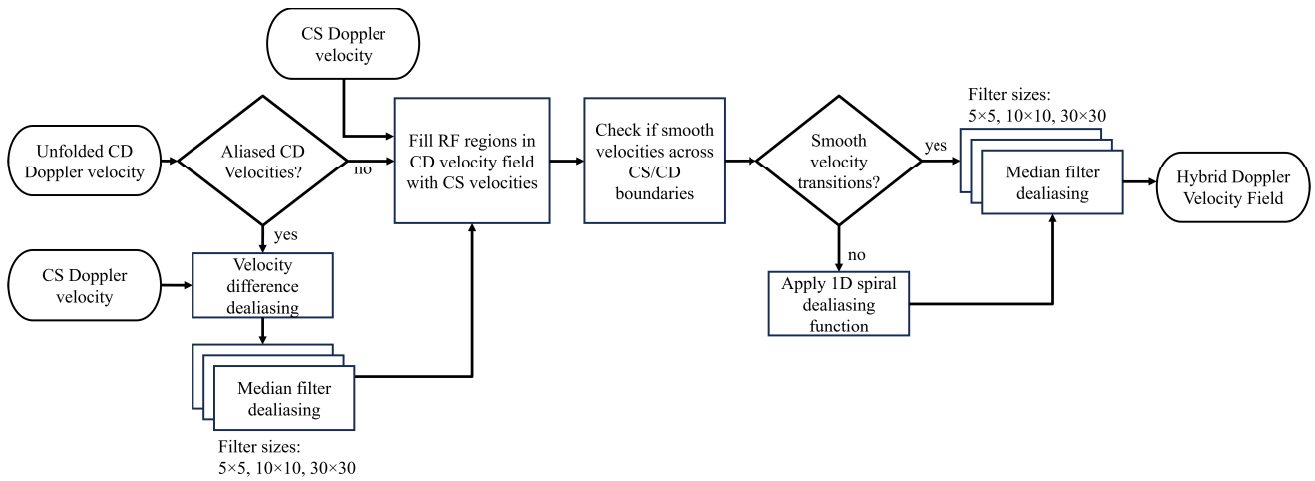 CS Doppler
velocity
Unfolded CD
Doppler velocity
Aliased CD
Velocities?
no
yes
CS Doppler
velocity
Velocity
difference
dealiasing
Median filter
dealiasing
Filter sizes:
5×5, 10×10, 30×30
Fill RF regions in
CD velocity field
with CS velocities
Check if smooth
velocities across
CS/CD
boundaries
Smooth
velocity
transitions?
yes
no
Apply 1D spiral
dealiasing
function
Filter sizes:
5×5, 10×10, 30×30
Median filter
dealiasing
Hybrid Doppler
Velocity Field